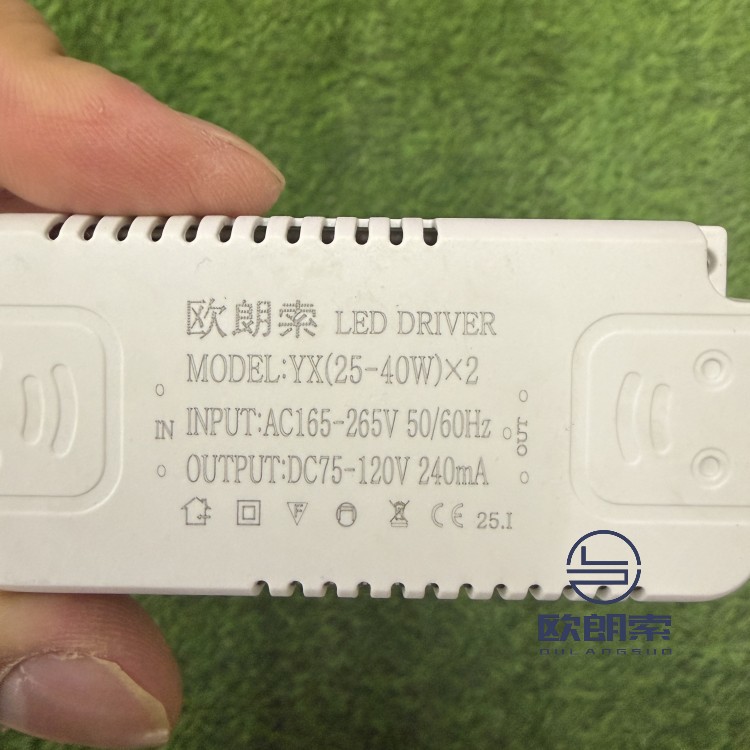 欧朗索 LED DRIVER
MODEL:YX(25-40W)×2
IN
INPUT:AC165-265V 50/60Hz
OUT
OUTPUT:DC75-120V 240mA
F
CE 25.I
欧朗索
OULANGSUO